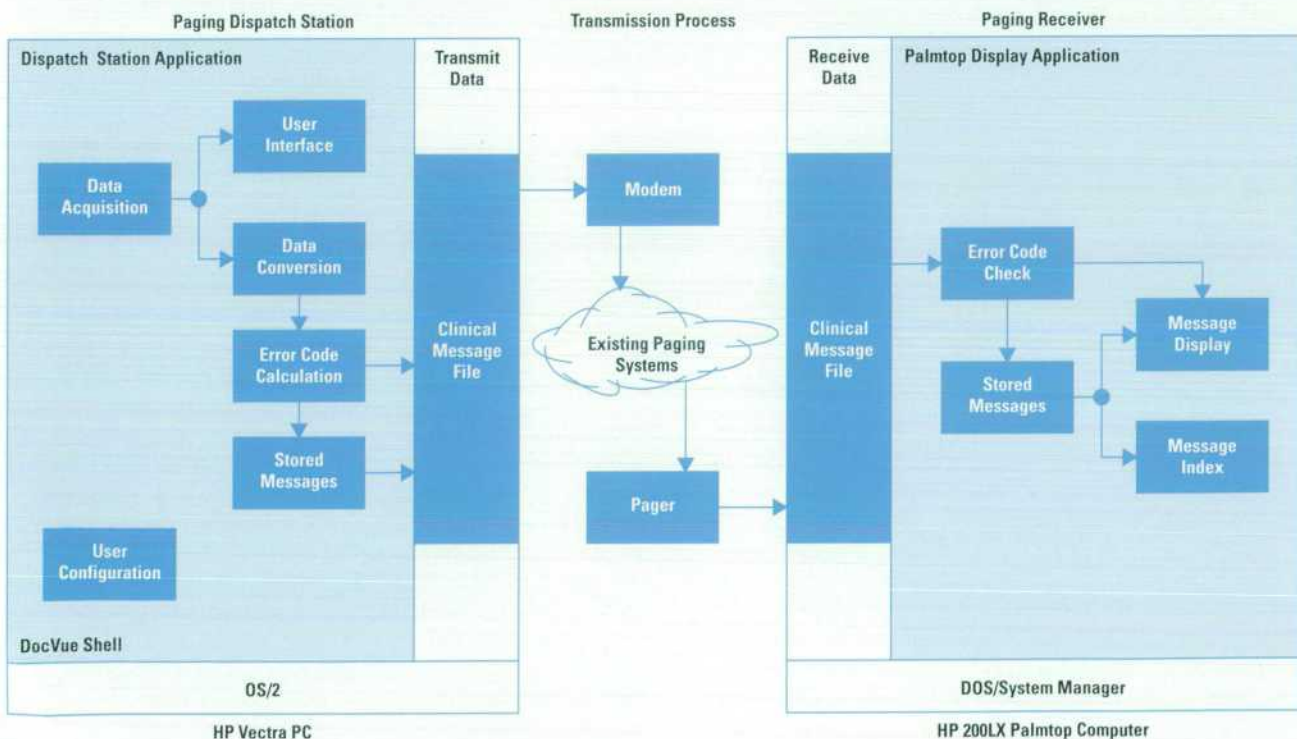 Paging Dispatch Station
Transmission Process
Paging Receiver
Dispatch Station Application
Transmit
Data
Receive
Data
Palmtop Display Application
User
Interface
Data
Acquisition
Data
Conversion
Error Code
Calculation
Stored
Messages
User
Configuration
DocVue Shell
Clinical
Message
File
Modem
Existing Paging
Systems
Pager
Clinical
Message
File
Error Code
Check
Message
Display
Stored
Messages
Message
Index
OS/2
DOS/System Manager
HP Vectra PC
HP 200LX Palmtop Computer